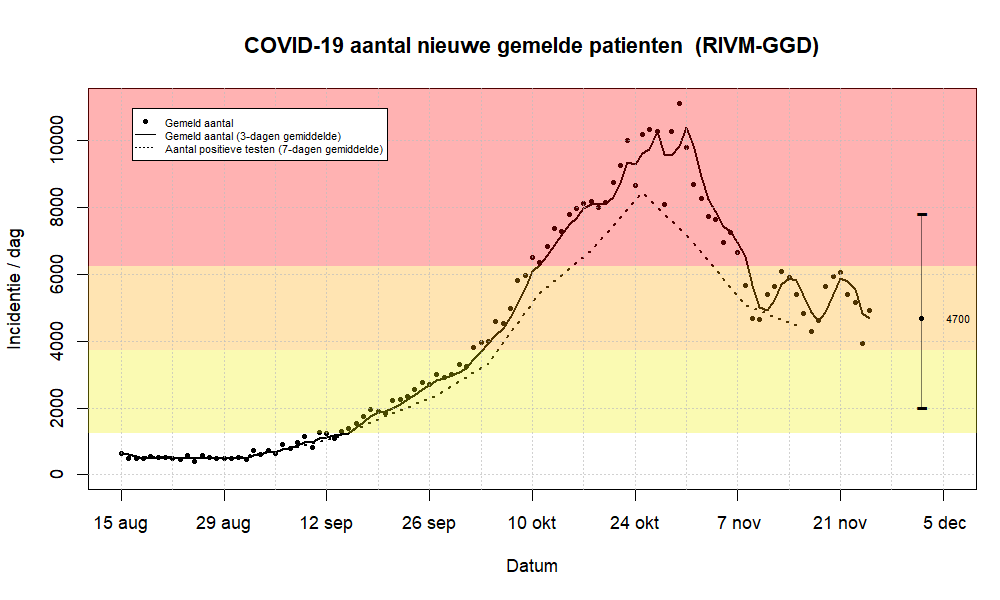 COVID-19 aantal nieuwe gemelde patienten (RIVM-GGD)
Gemeld aantal
Gemeld aantal (3-dagen gemiddelde)
Aantal positieve testen (7-dagen gemiddelde)
Incidentie / dag
10000
8000
6000
4000
2000
0
4700
15 aug 29 aug 12 sep 26 sep 10 okt 24 okt 7 nov 21 nov 5 dec
Datum